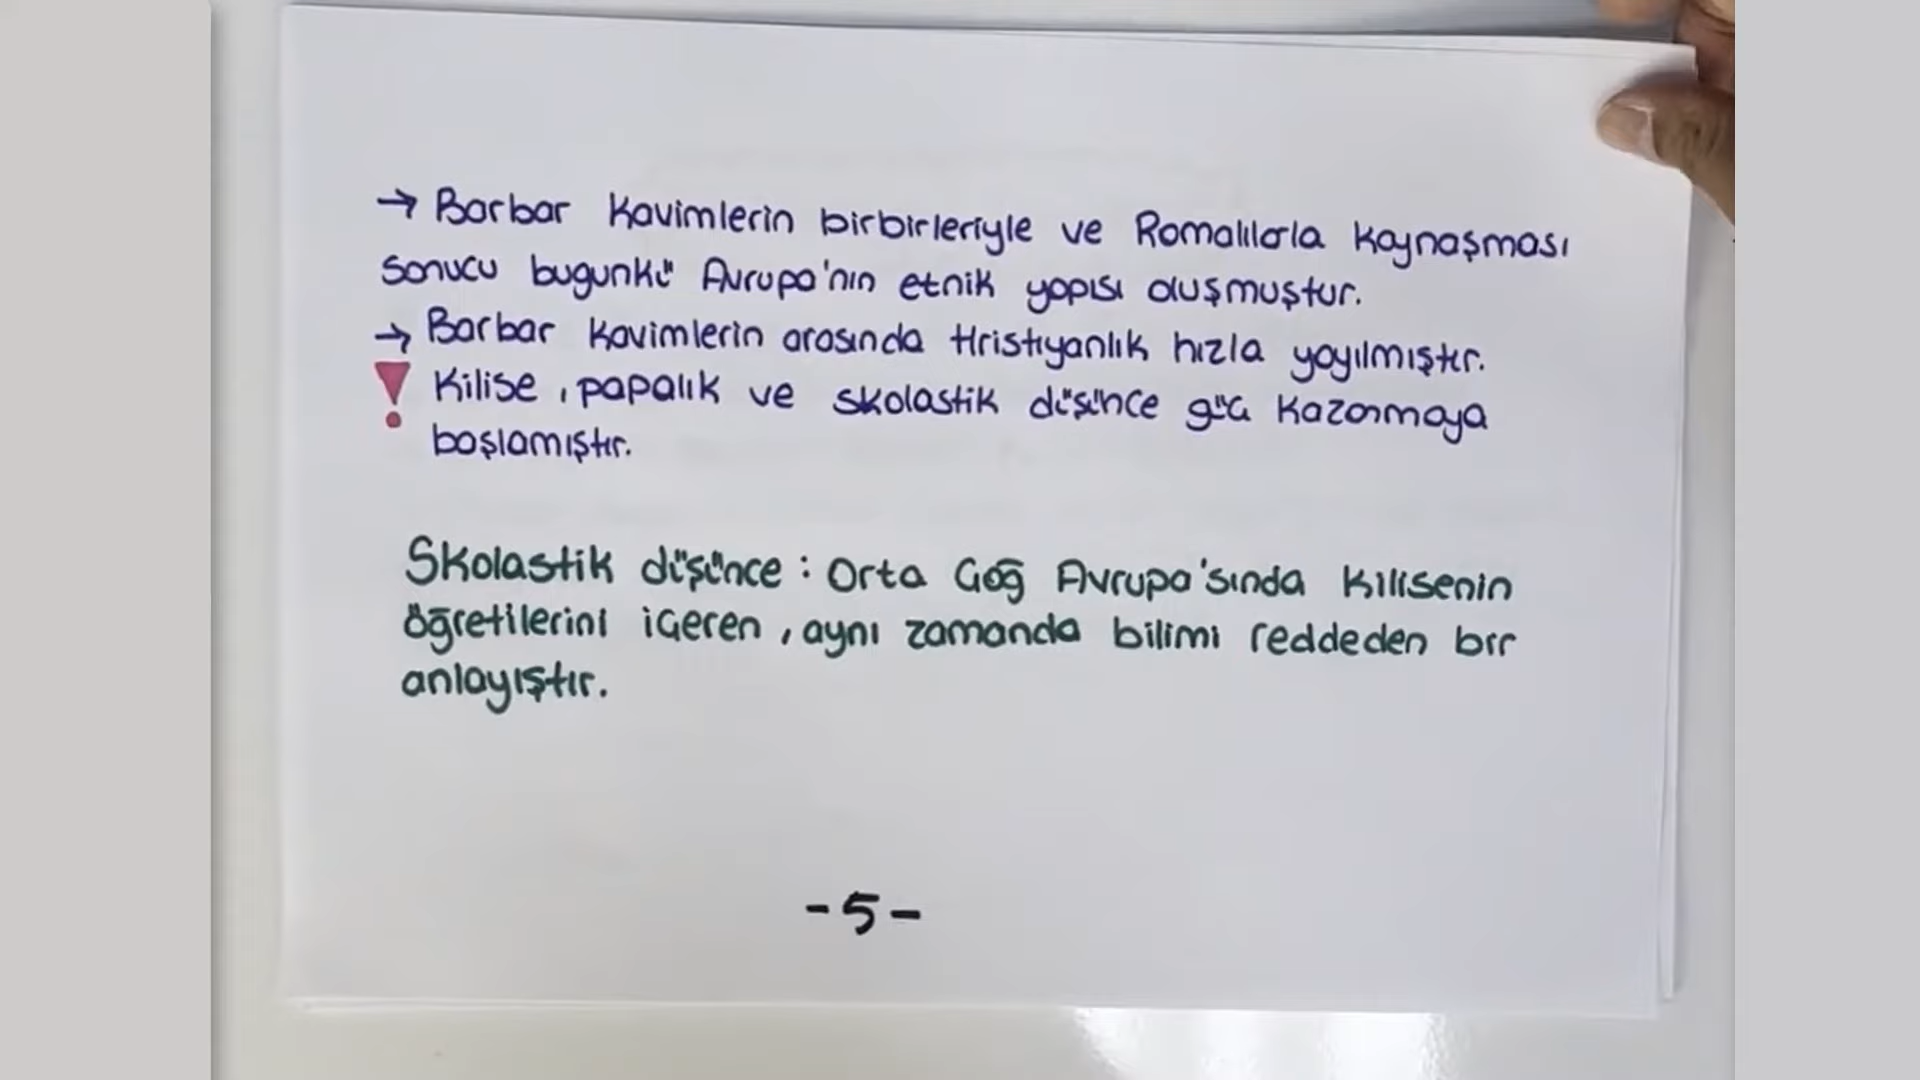 → Barbar Kavimlerin birbirleriyle ve Romalılarla Kaynaşması
sonucu bugunkü Avrupa'nın etnik yapısı oluşmuştur.
→ Barbar Kavimlerin arasında Hristiyanlık hızla yayılmıştır.
! Kilise, papalık ve skolastik düşünce güç Kazanmaya
başlamıştır.
Skolastik düşünce : Orta Çağ Avrupa'sında Kilisenin
öğretilerini içeren, aynı zamanda bilimi reddeden bir
anlayıştır.
-5-